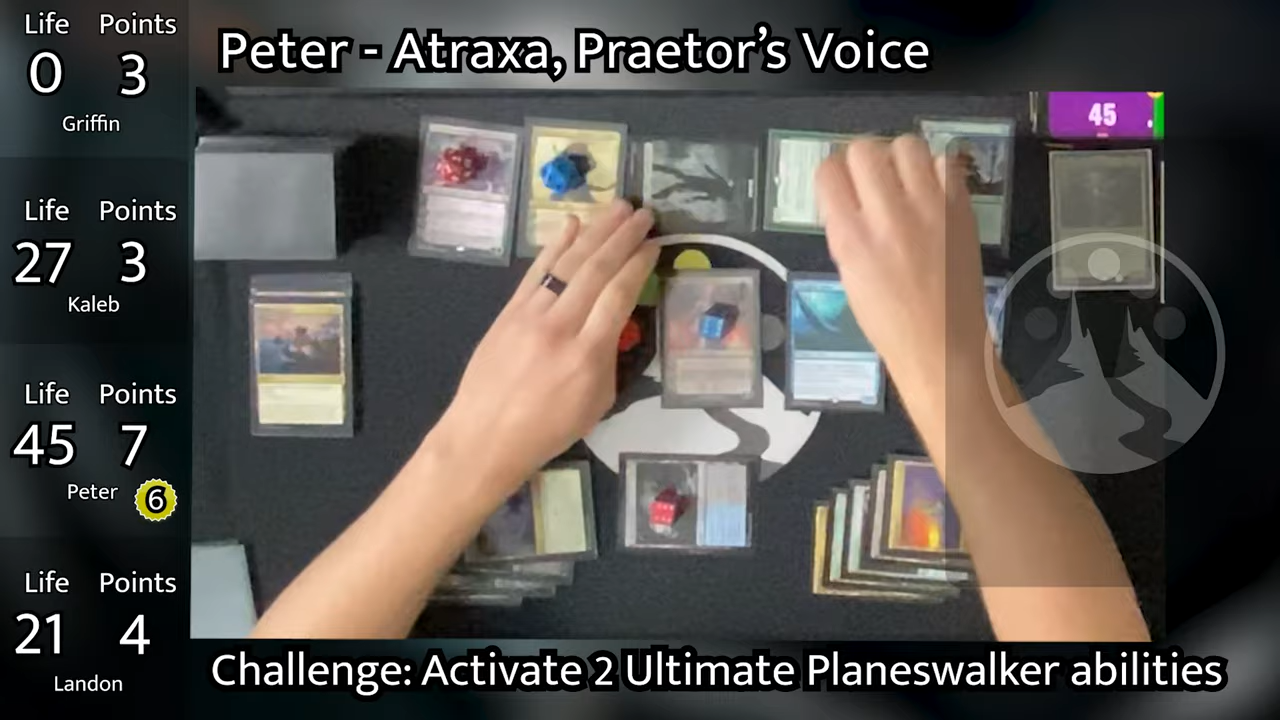 Life Points
0 3
Griffin
Life Points
27 3
Kaleb
Life Points
45 7
Peter 6
Life Points
21 4
Landon
Peter - Atraxa, Praetor's Voice
45
Challenge: Activate 2 Ultimate Planeswalker abilities